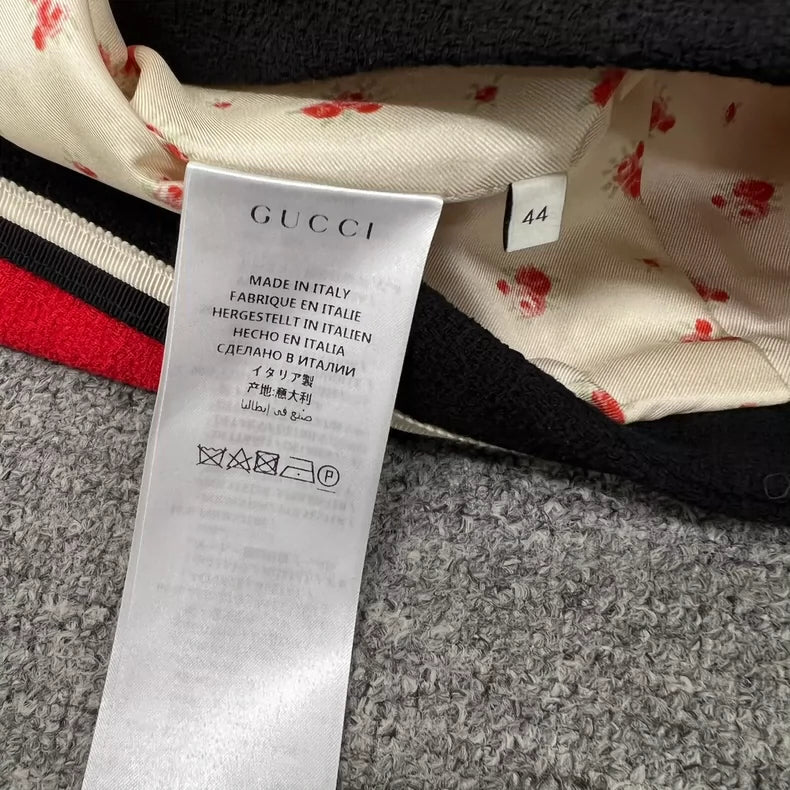 GUCCI
MADE IN ITALY
FABRIQUE EN ITALIE
HERGESTELLT IN ITALIEN
HECHO EN ITALIA
СДЕЛАНО В ИТАЛИИ
イタリア製
产地:意大利
صنع في إيطاليا
P
44